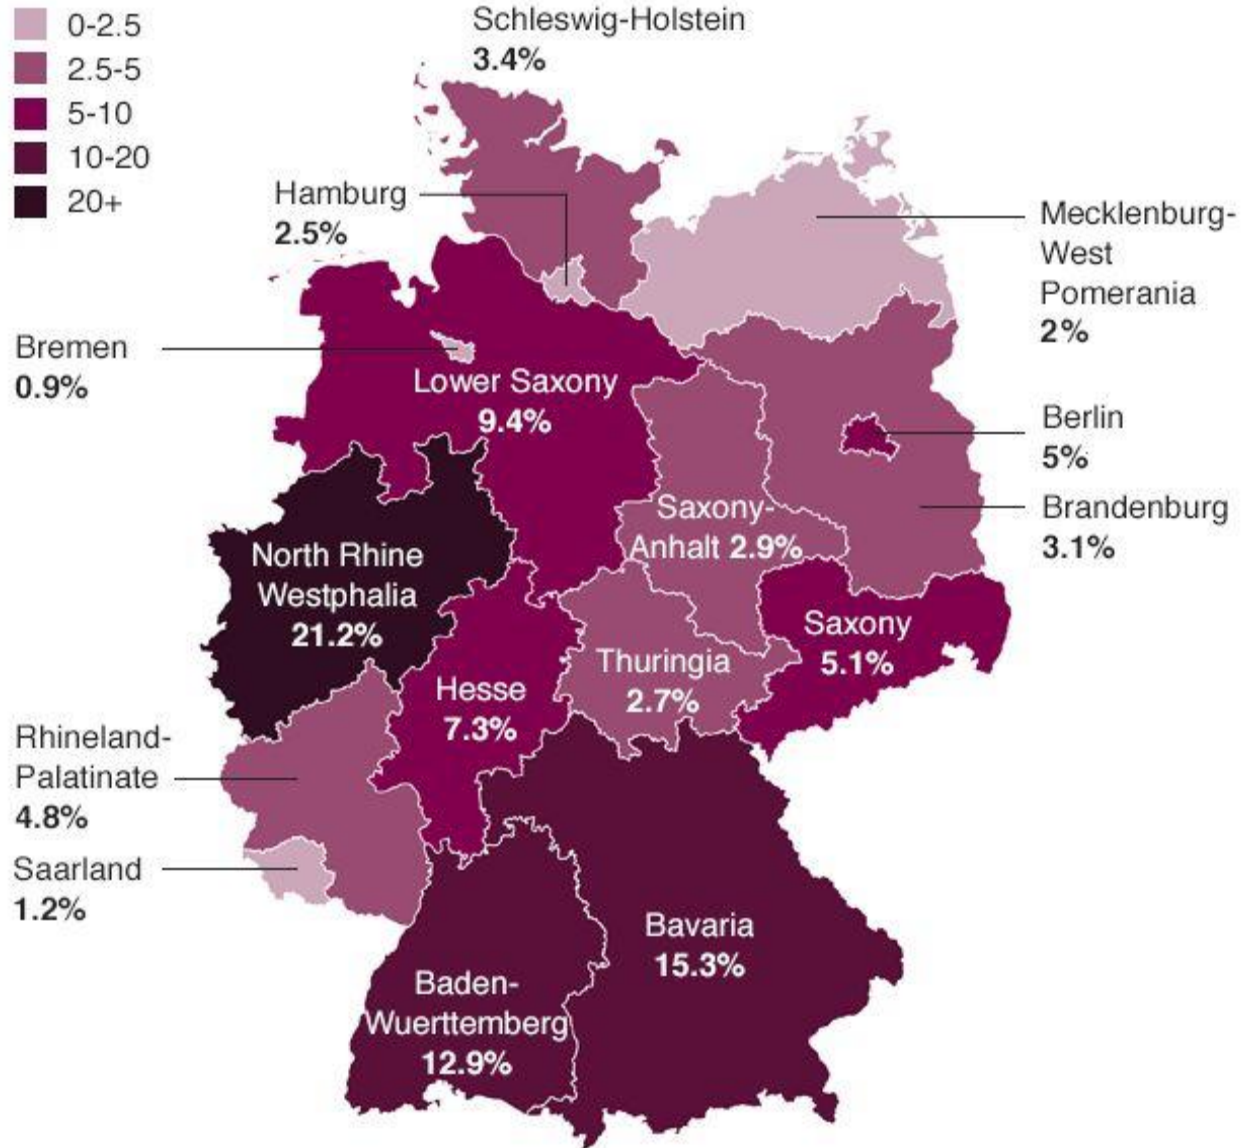 0-2.5
2.5-5
5-10
10-20
20+
Schleswig-Holstein
3.4%
Hamburg
2.5%
Mecklenburg-
West
Pomerania
2%
Bremen
0.9%
Lower Saxony
9.4%
Berlin
5%
Saxony-
Anhalt 2.9%
Brandenburg
3.1%
North Rhine
Westphalia
21.2%
Saxony
5.1%
Thuringia
2.7%
Hesse
7.3%
Rhineland-
Palatinate
4.8%
Saarland
1.2%
Bavaria
15.3%
Baden-
Wuerttemberg
12.9%